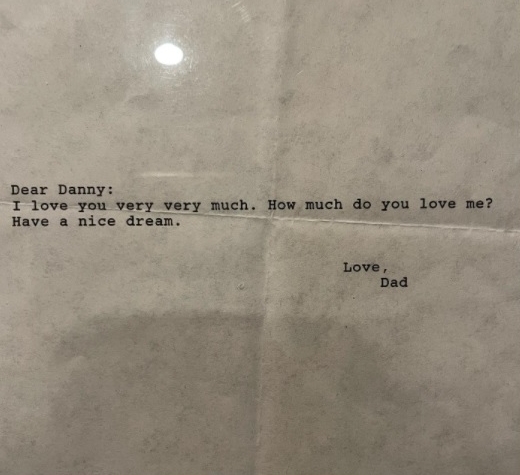 Dear Danny:
I love you very very much. How much do you love me?
Have a nice dream.
Love,
Dad